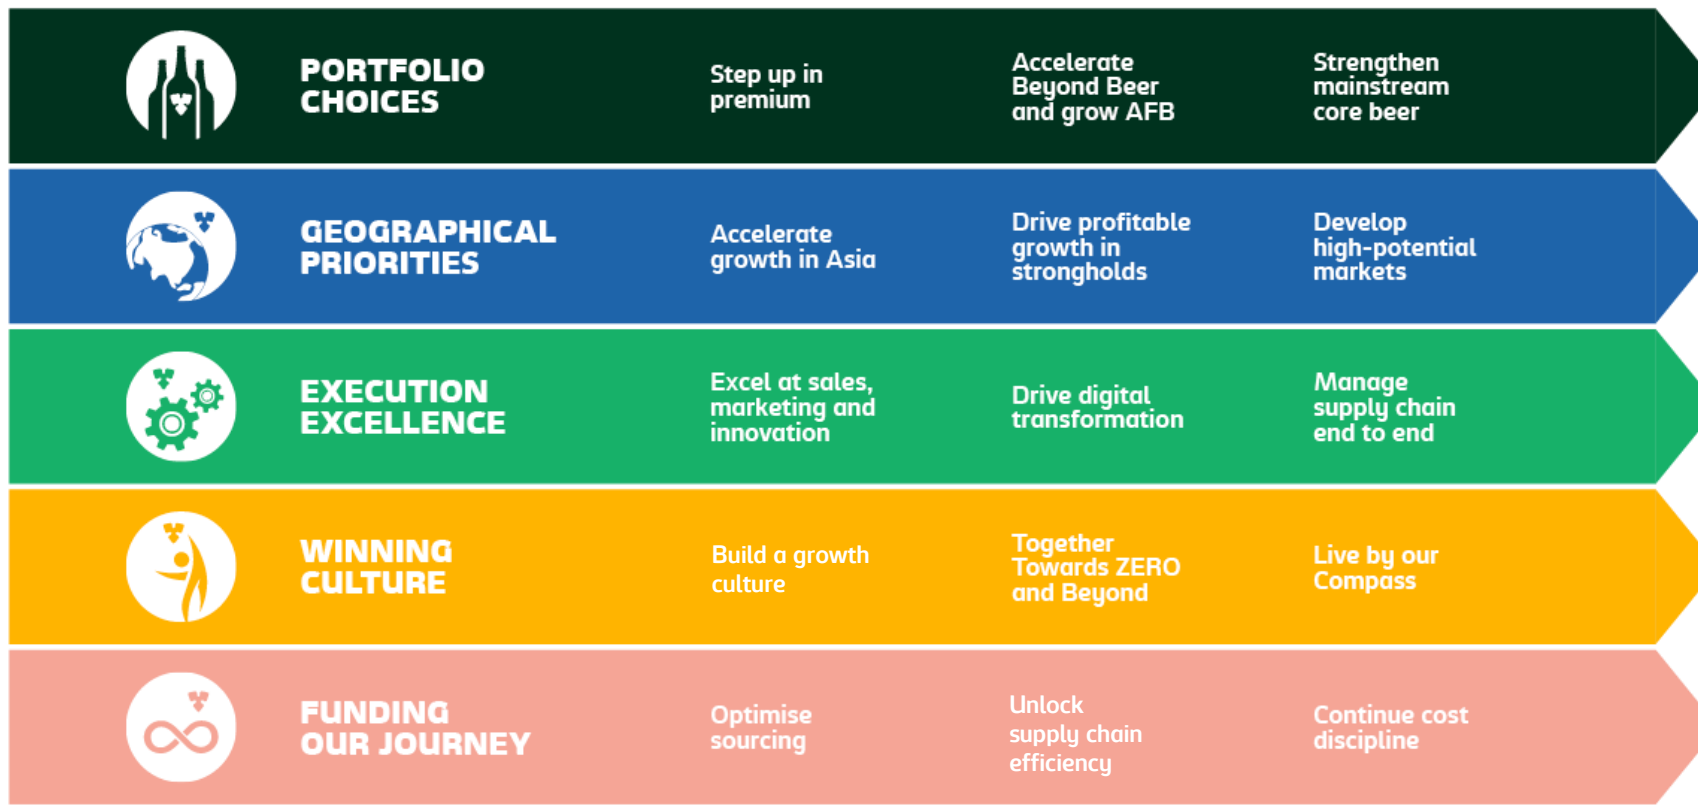 PORTFOLIO
CHOICES
Step up in
premium
Accelerate
Beyond Beer
and grow AFB
Strengthen
mainstream
core beer
GEOGRAPHICAL
PRIORITIES
Accelerate
growth in Asia
Drive profitable
growth in
strongholds
Develop
high-potential
markets
EXECUTION
EXCELLENCE
Excel at sales,
marketing and
innovation
Drive digital
transformation
Manage
supply chain
end to end
WINNING
CULTURE
Build a growth
culture
Together
Towards ZERO
and Beyond
Live by our
Compass
FUNDING
OUR JOURNEY
Optimise
sourcing
Unlock
supply chain
efficiency
Continue cost
discipline